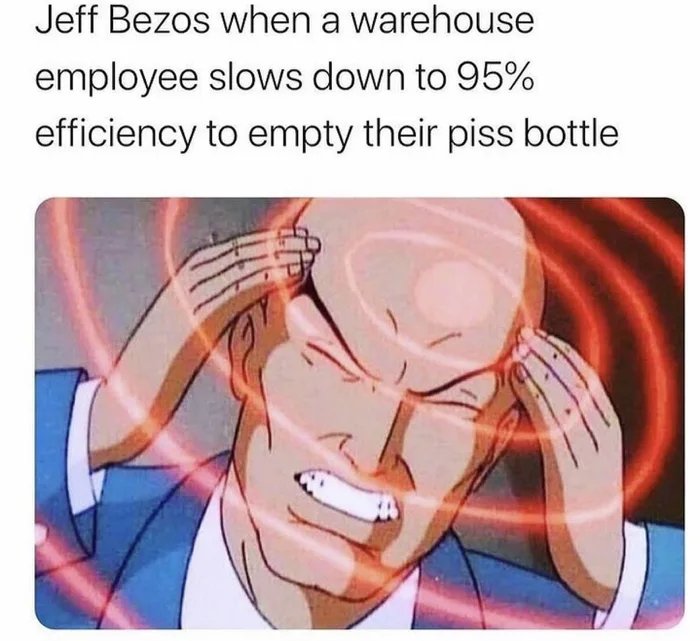 Jeff Bezos when a warehouse
employee slows down to 95%
efficiency to empty their piss bottle